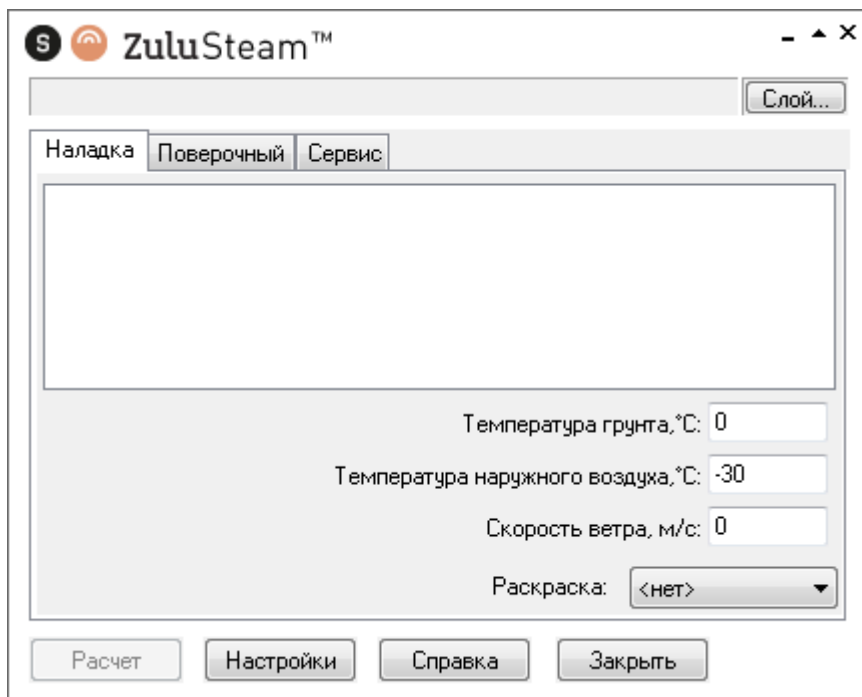 S ZuluSteam™
Слой...
Наладка Поверочный Сервис
Температура грунта,°C: 0
Температура наружного воздуха,°C: -30
Скорость ветра, м/с: 0
Раскраска: <нет>
Расчет Настройки Справка Закрыть